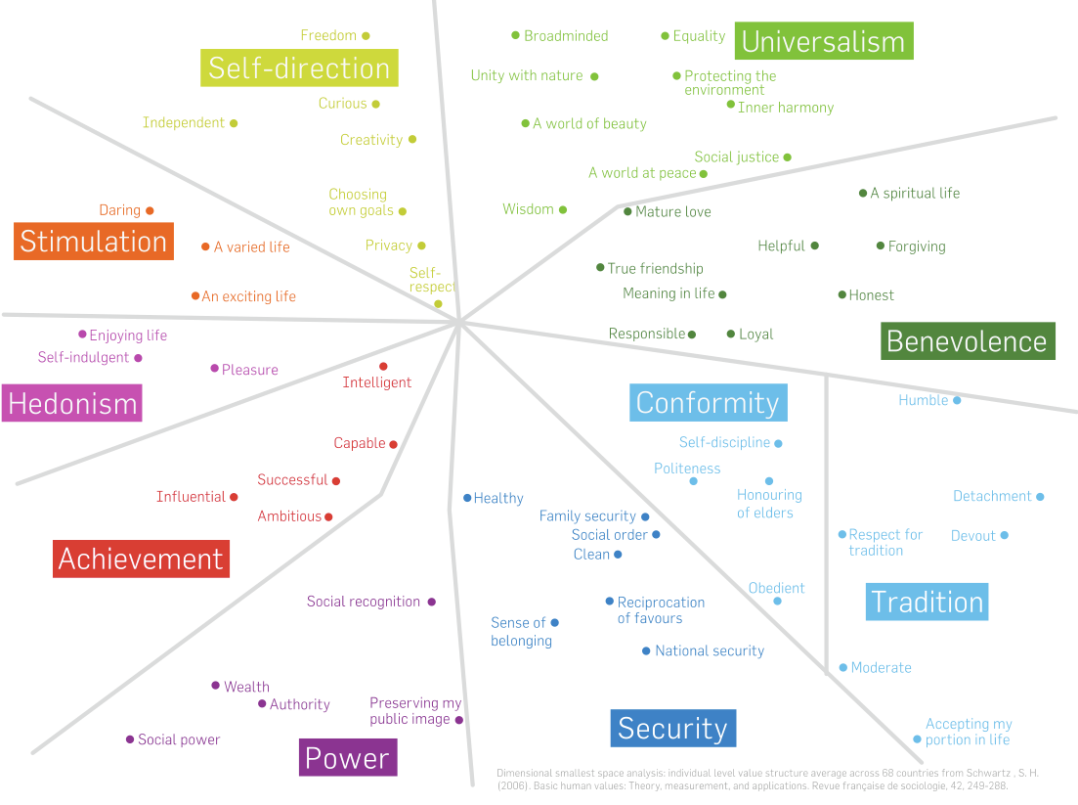 Freedom
Self-direction
Curious
Independent
Creativity
Choosing
own goals
Privacy
Self-
respect
Broadminded
Equality
Universalism
Unity with nature
Protecting the
environment
Inner harmony
A world of beauty
Social justice
A world at peace
Wisdom
Daring
Stimulation
A varied life
An exciting life
A spiritual life
Mature love
Helpful
Forgiving
True friendship
Meaning in life
Honest
Responsible
Loyal
Benevolence
Enjoying life
Self-indulgent
Pleasure
Hedonism
Intelligent
Capable
Successful
Influential
Ambitious
Achievement
Conformity
Humble
Self-discipline
Politeness
Honouring
of elders
Obedient
Detachment
Respect for
tradition
Devout
Tradition
Moderate
Accepting my
portion in life
Healthy
Family security
Social order
Clean
Reciprocation
of favours
Sense of
belonging
National security
Security
Social recognition
Wealth
Authority
Preserving my
public image
Social power
Power
Dimensional smallest space analysis: individual level value structure average across 68 countries from Schwartz . S. H.
(2006). Basic human values: Theory, measurement, and applications. Revue française de sociologie, 42, 249-288.